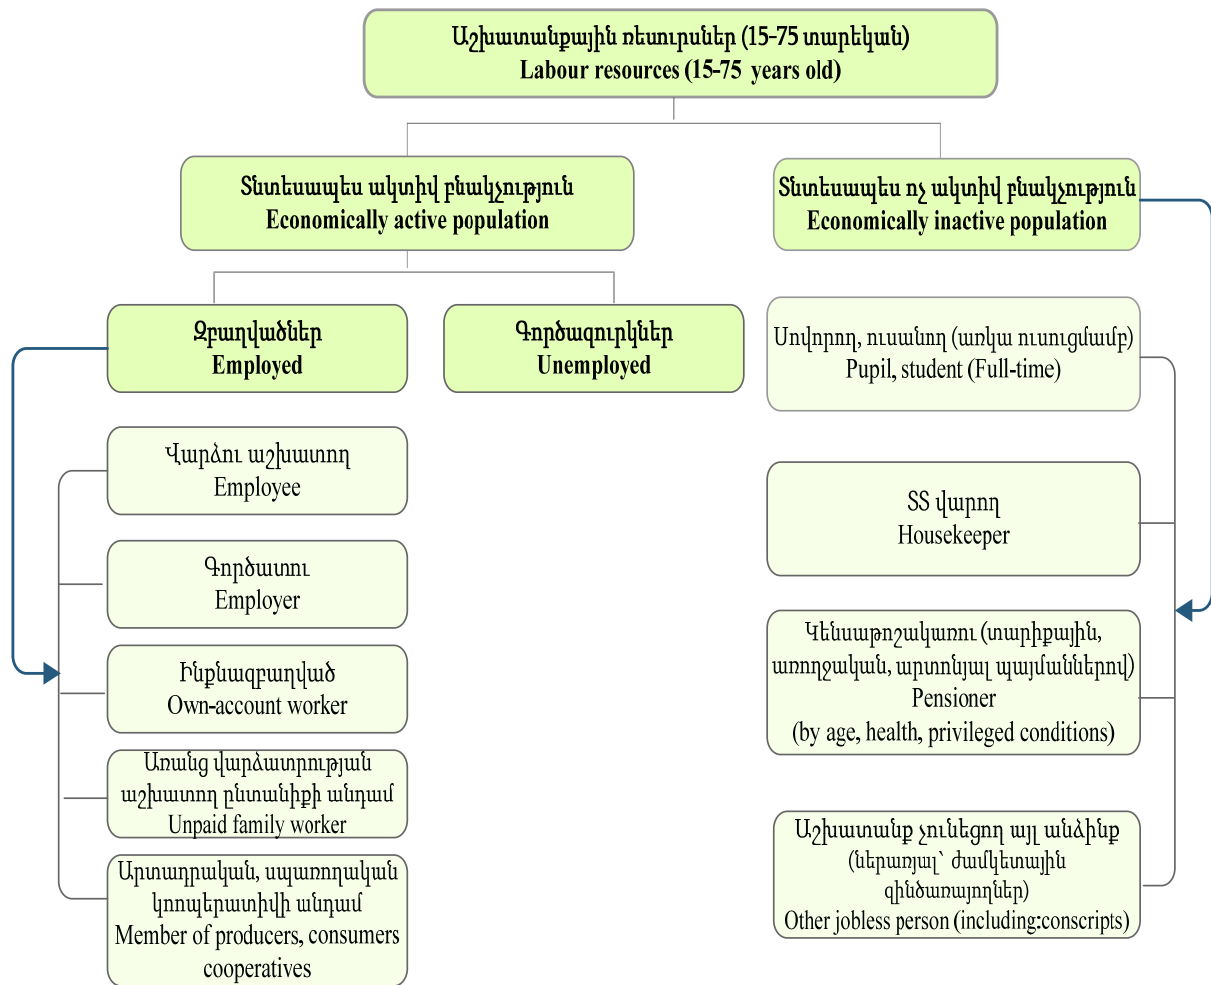 Աշխատանքային ռեսուրսներ (15-75 տարեկան)
Labour resources (15-75 years old)
Տնտեսապես ակտիվ բնակչություն
Economically active population
Տնտեսապես ոչ ակտիվ բնակչություն
Economically inactive population
Զբաղվածներ
Employed
Գործազուրկներ
Unemployed
Վարձու աշխատող
Employee
Գործատու
Employer
Ինքնազբաղված
Own-account worker
Առանց վարձատրության
աշխատող ընտանիքի անդամ
Unpaid family worker
Արտադրական, սպառողական
կոոպերատիվի անդամ
Member of producers, consumers
cooperatives
Սովորող, ուսանող (առկա ուսուցմամբ)
Pupil, student (Full-time)
ՏՏ վարող
Housekeeper
Կենսաթոշակառու (տարիքային,
առողջական, արտոնյալ պայմաններով)
Pensioner
(by age, health, privileged conditions)
Աշխատանք չունեցող այլ անձինք
(ներառյալ՝ ժամկետային
զինծառայողներ)
Other jobless person (including:conscripts)